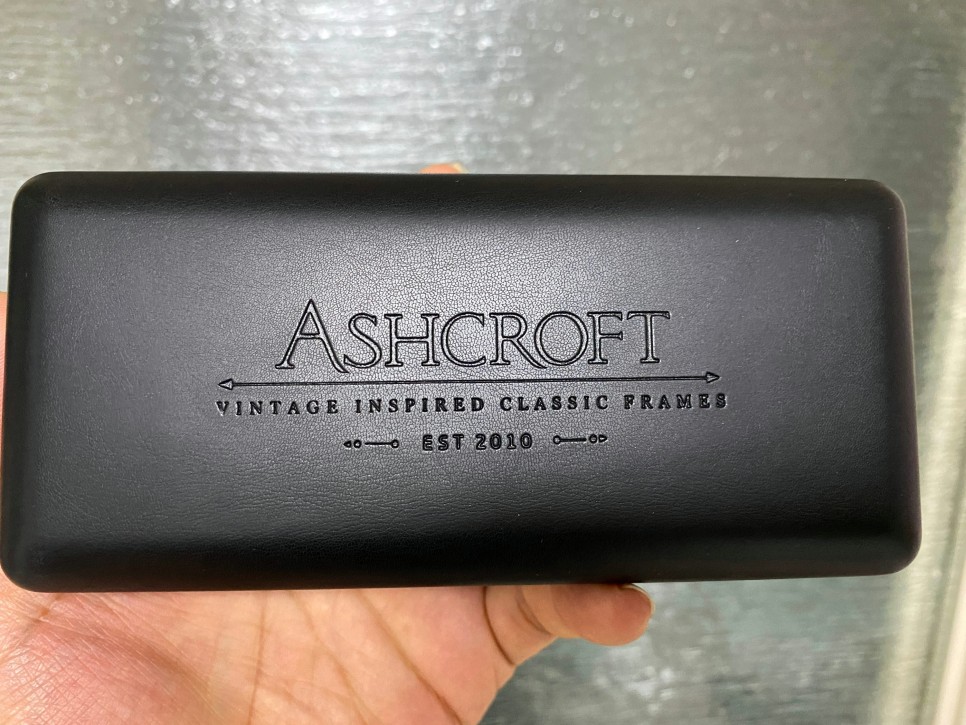 ASHCROFT
VINTAGE INSPIRED CLASSIC FRAMES
EST 2010